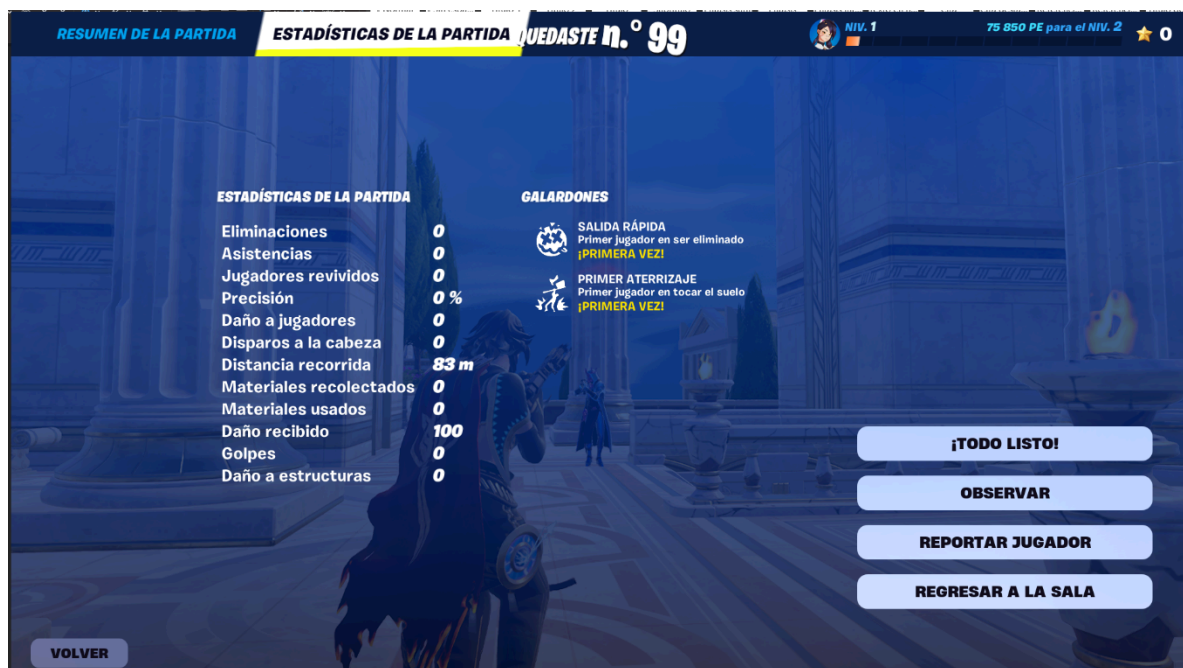 RESUMEN DE LA PARTIDA
ESTADÍSTICAS DE LA PARTIDA
QUEDASTE n.° 99
NIV. 1
75 850 PE para el NIV. 2
0
ESTADÍSTICAS DE LA PARTIDA
Eliminaciones 0
Asistencias 0
Jugadores revividos 0
Precisión 0 %
Daño a jugadores 0
Disparos a la cabeza 0
Distancia recorrida 83 m
Materiales recolectados 0
Materiales usados 0
Daño recibido 100
Golpes 0
Daño a estructuras 0
GALARDONES
SALIDA RÁPIDA
Primer jugador en ser eliminado
¡PRIMERA VEZ!
PRIMER ATERRIZAJE
Primer jugador en tocar el suelo
¡PRIMERA VEZ!
¡TODO LISTO!
OBSERVAR
REPORTAR JUGADOR
REGRESAR A LA SALA
VOLVER